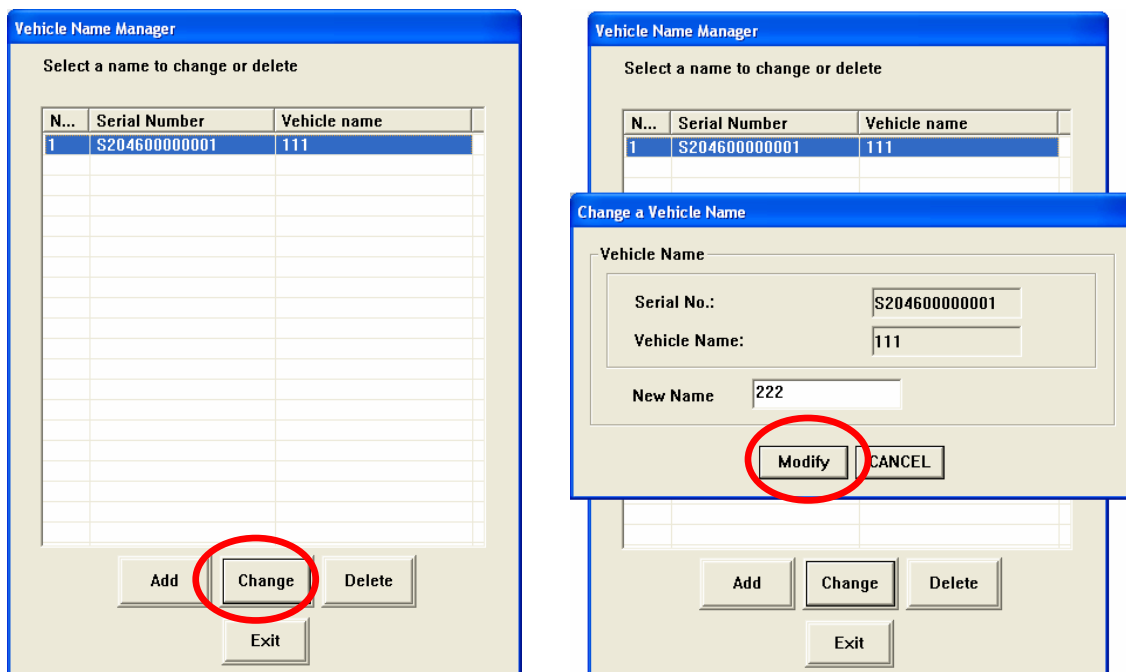 Vehicle Name Manager
Select a name to change or delete
N... Serial Number Vehicle name
1 S204600000001 111
Add Change Delete
Exit
Vehicle Name Manager
Select a name to change or delete
N... Serial Number Vehicle name
1 S204600000001 111
Change a Vehicle Name
Vehicle Name
Serial No.: S204600000001
Vehicle Name: 111
New Name 222
Modify CANCEL
Add Change Delete
Exit